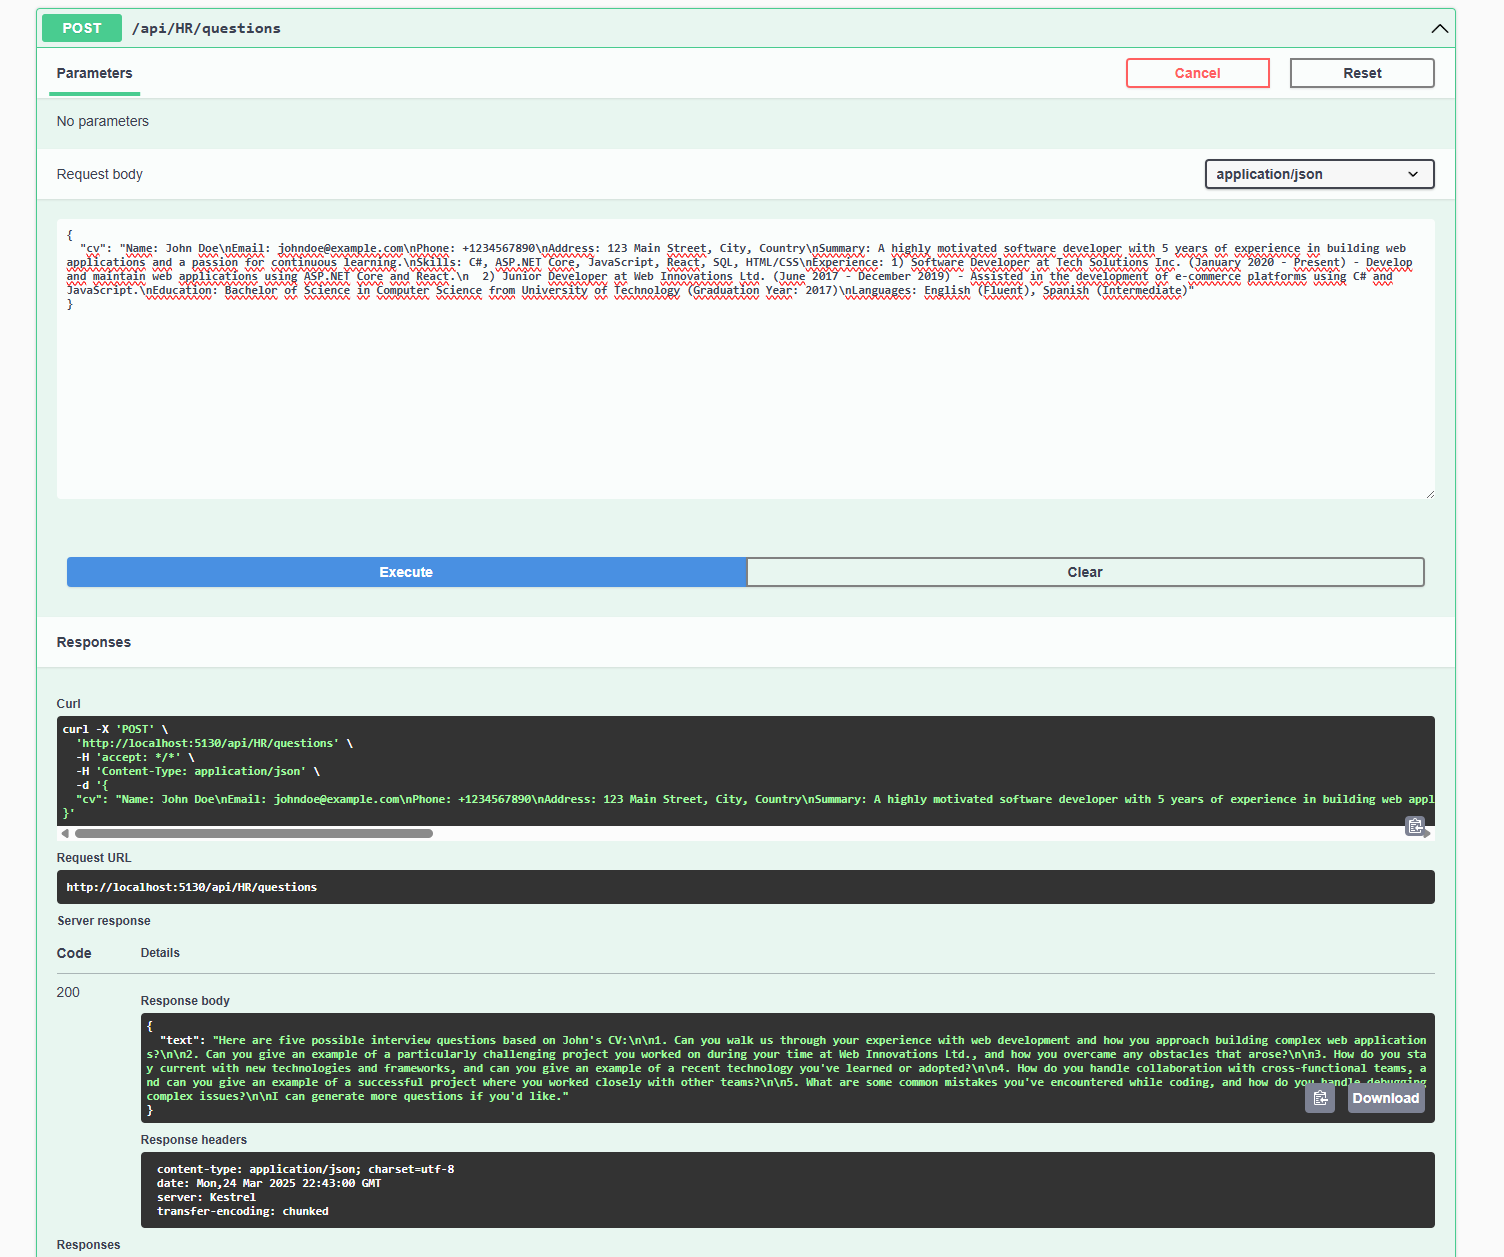 POST /api/HR/questions
Parameters
Cancel
Reset
No parameters
Request body
application/json
{
"cv": "Name: John Doe\nEmail: johndoe@example.com\nPhone: +1234567890\nAddress: 123 Main Street, City, Country\nSummary: A highly motivated software developer with 5 years of experience in building web
applications and a passion for continuous learning.\nSkills: C#, ASP.NET Core, JavaScript, React, SQL, HTML/CSS\nExperience: 1) Software Developer at Tech Solutions Inc. (January 2020 - Present) - Develop
and maintain web applications using ASP.NET Core and React.\n  2) Junior Developer at Web Innovations Ltd. (June 2017 - December 2019) - Assisted in the development of e-commerce platforms using C# and
JavaScript.\nEducation: Bachelor of Science in Computer Science from University of Technology (Graduation Year: 2017)\nLanguages: English (Fluent), Spanish (Intermediate)"
}
Execute
Clear
Responses
Curl
curl -X 'POST' \
'http://localhost:5130/api/HR/questions' \
-H 'accept: */*' \
-H 'Content-Type: application/json' \
-d '{
"cv": "Name: John Doe\nEmail: johndoe@example.com\nPhone: +1234567890\nAddress: 123 Main Street, City, Country\nSummary: A highly motivated software developer with 5 years of experience in building web appl
}'
Request URL
http://localhost:5130/api/HR/questions
Server response
Code
Details
200
Response body
{
"text": "Here are five possible interview questions based on John's CV:\n\n1. Can you walk us through your experience with web development and how you approach building complex web application
s?\n\n2. Can you give an example of a particularly challenging project you worked on during your time at Web Innovations Ltd., and how you overcame any obstacles that arose?\n\n3. How do you sta
y current with new technologies and frameworks, and can you give an example of a recent technology you've learned or adopted?\n\n4. How do you handle collaboration with cross-functional teams, a
nd can you give an example of a successful project where you worked closely with other teams?\n\n5. What are some common mistakes you've encountered while coding, and how do you handle debugging
complex issues?\n\nI can generate more questions if you'd like."
}
Download
Response headers
content-type: application/json; charset=utf-8
date: Mon,24 Mar 2025 22:43:00 GMT
server: Kestrel
transfer-encoding: chunked
Responses